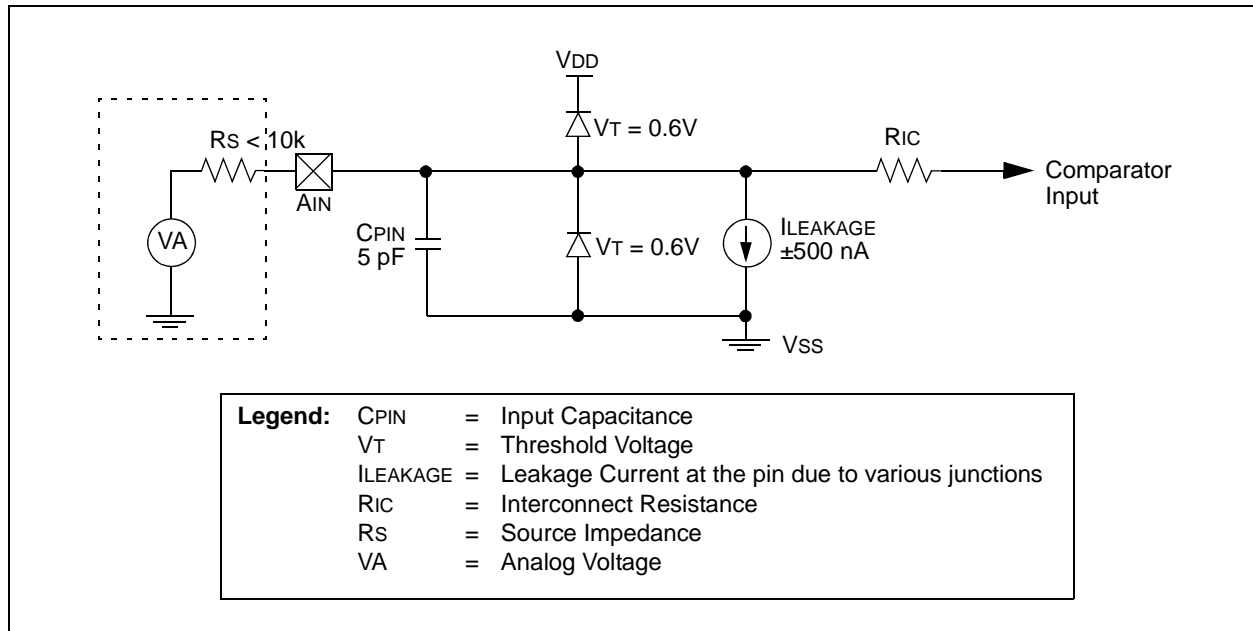 VDD
VT = 0.6V
RS < 10k
RIC
AIN
Comparator
Input
VA
CPIN
5 pF
VT = 0.6V
ILEAKAGE
±500 nA
VSS
Legend: CPIN = Input Capacitance
VT = Threshold Voltage
ILEAKAGE = Leakage Current at the pin due to various junctions
RIC = Interconnect Resistance
RS = Source Impedance
VA = Analog Voltage